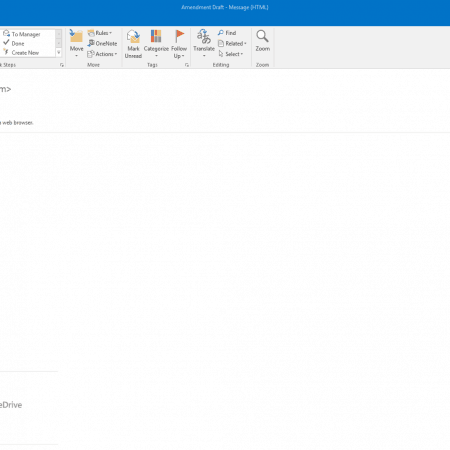 Amendment Draft - Message (HTML)
To Manager
Done
Create New
k Steps
Move
Rules
OneNote
Actions
Move
Mark Unread
Categorize
Follow Up
Tags
Translate
Find
Related
Select
Editing
Zoom
Zoom
m>
web browser.
eDrive